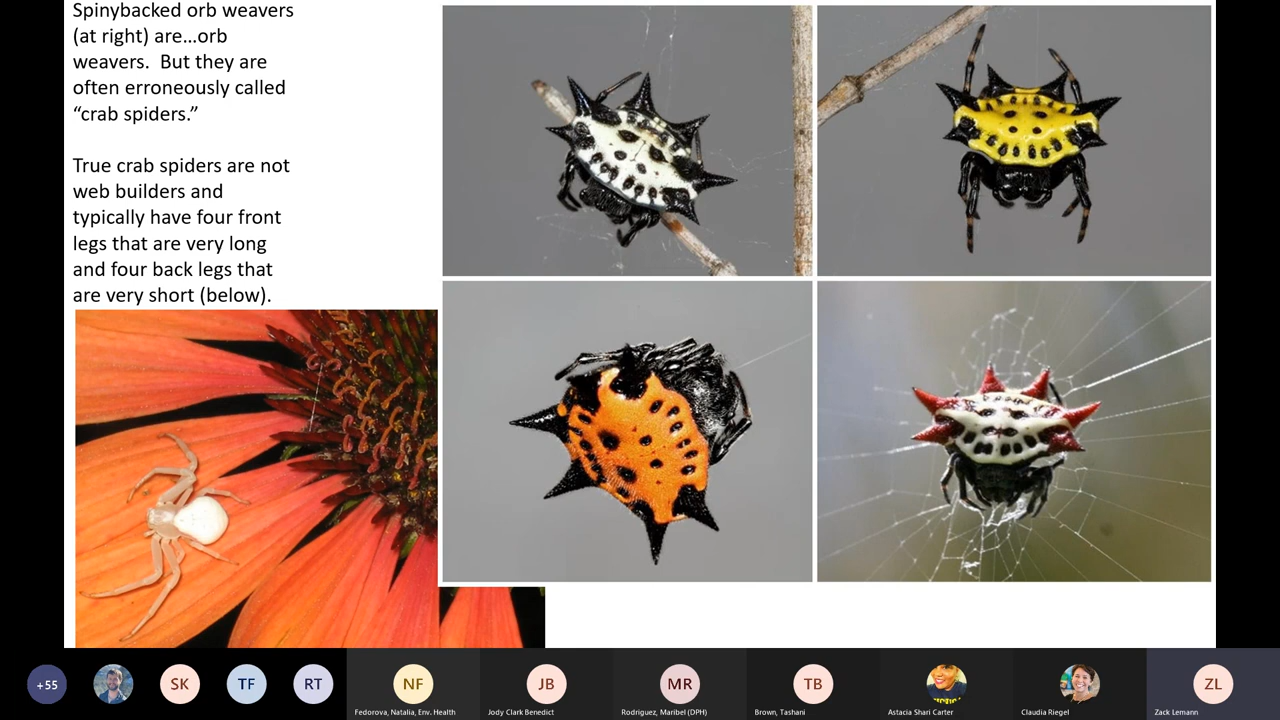 Spinybacked orb weavers
(at right) are...orb
weavers.  But they are
often erroneously called
“crab spiders.”
True crab spiders are not
web builders and
typically have four front
legs that are very long
and four back legs that
are very short (below).
+55
SK
TF
RT
NF
JB
MR
TB
ZL
Fedorova, Natalia, Env. Health
Jody Clark Benedict
Rodriguez, Maribel (DPH)
Brown, Tashani
Astacia Shari Carter
Claudia Riegel
Zack Lemann